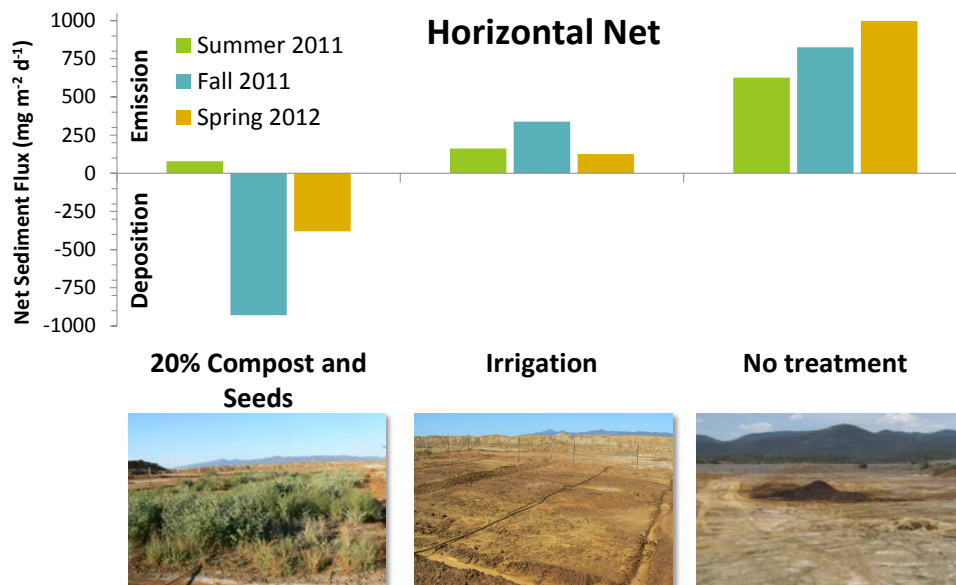 Horizontal Net
Net Sediment Flux (mg m-2 d-1)
Emission
Deposition
1000
750
500
250
0
-250
-500
-750
-1000
Summer 2011
Fall 2011
Spring 2012
20% Compost and
Seeds
Irrigation
No treatment